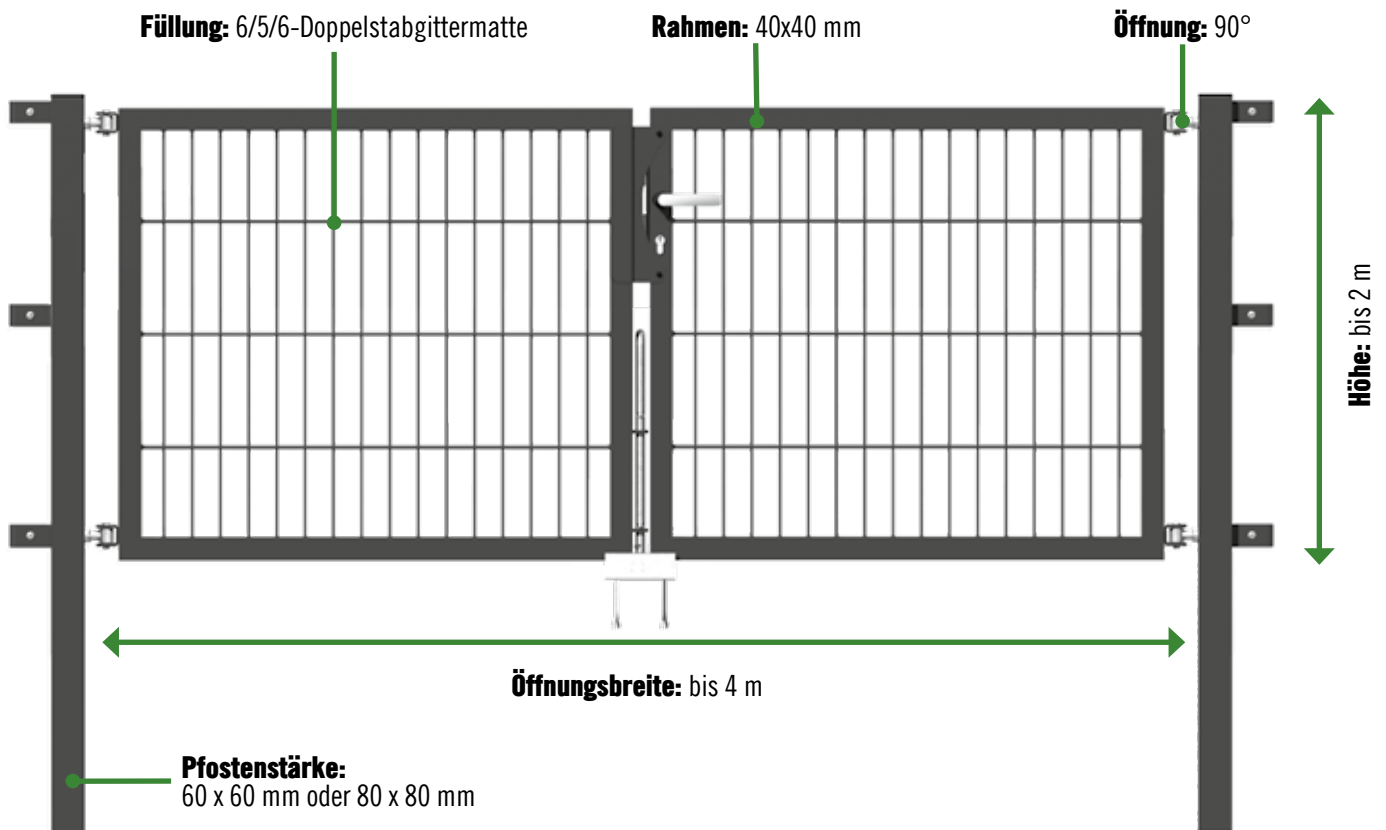 Füllung: 6/5/6-Doppelstabgittermatte
Rahmen: 40x40 mm
Öffnung: 90°
Höhe: bis 2 m
Öffnungsbreite: bis 4 m
Pfostenstärke:
60 x 60 mm oder 80 x 80 mm